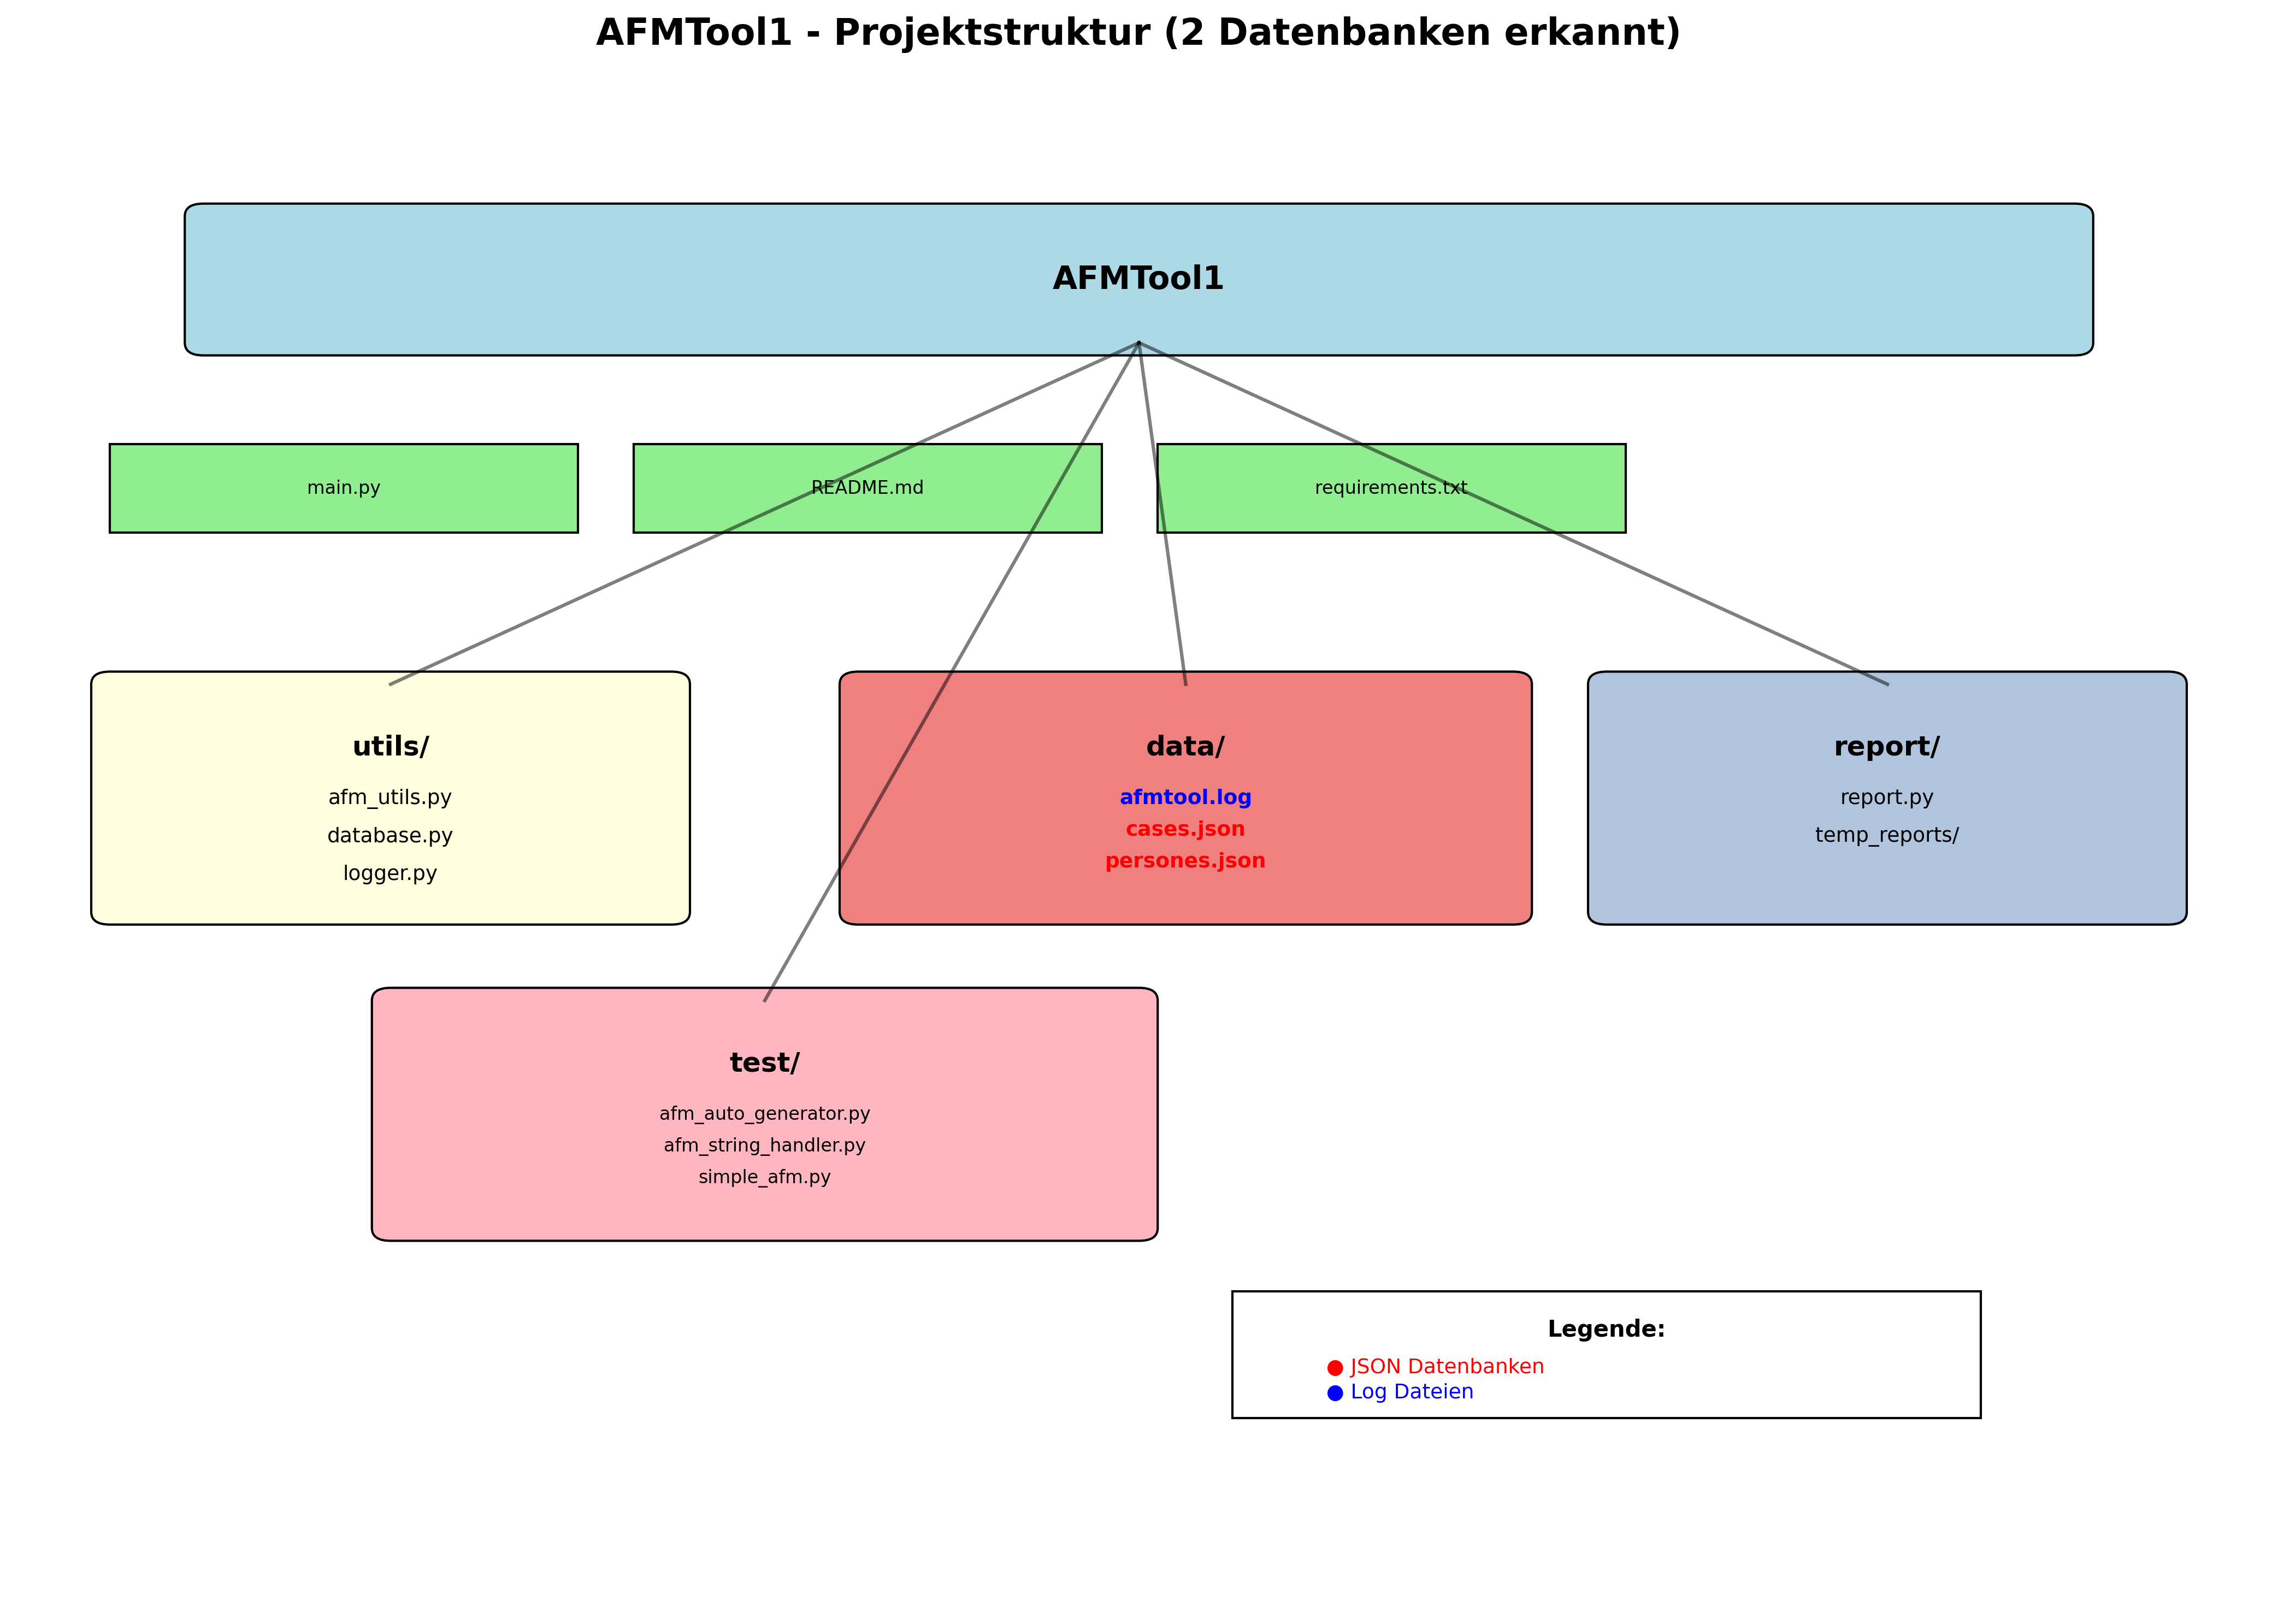 AFMTool1 - Projektstruktur (2 Datenbanken erkannt)
AFMTool1
main.py
README.md
requirements.txt
utils/
afm_utils.py
database.py
logger.py
data/
afmtool.log
cases.json
persones.json
report/
report.py
temp_reports/
test/
afm_auto_generator.py
afm_string_handler.py
simple_afm.py
Legende:
● JSON Datenbanken
● Log Dateien